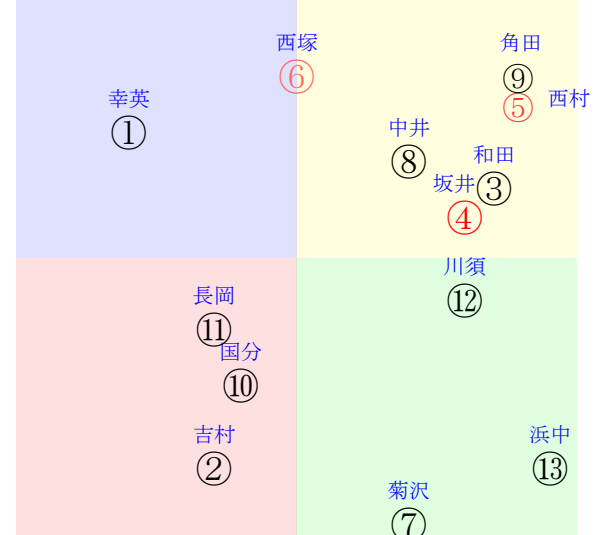 西塚
⑥
角田
⑨
⑤
西村
幸英
①
中井
⑧
和田
③
坂井
④
川須
⑫
長岡
⑪
国分
⑩
吉村
②
浜中
⑬
菊沢
⑦